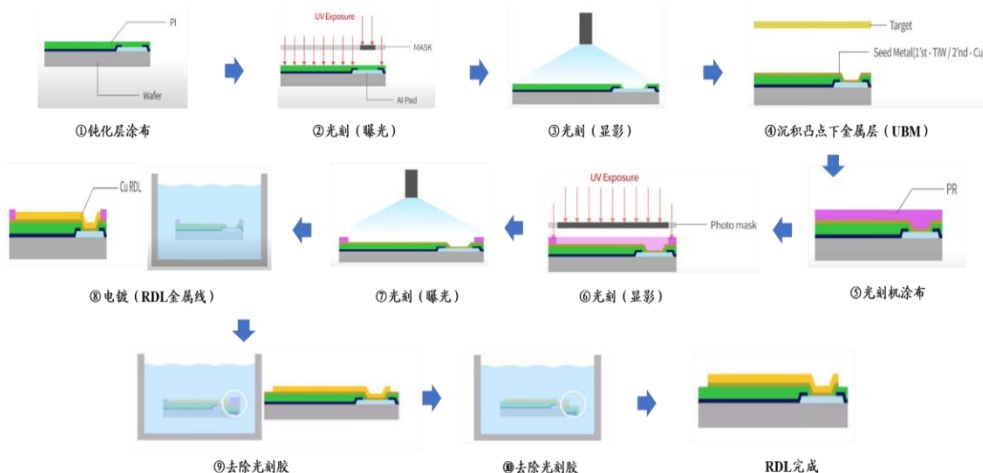 PI
Wafer
①钝化层涂布
UV Exposure
MASK
Al Pad
②光刻（曝光）
③光刻（显影）
Target
Seed Metal(1'st - TiW / 2'nd - Cu
④沉积凸点下金属层（UBM）
Cu RDL
⑧电镀（RDL金属线）
⑦光刻（曝光）
UV Exposure
Photo mask
⑥光刻（显影）
PR
⑤光刻机涂布
⑨去除光刻胶
⑩去除光刻胶
RDL完成